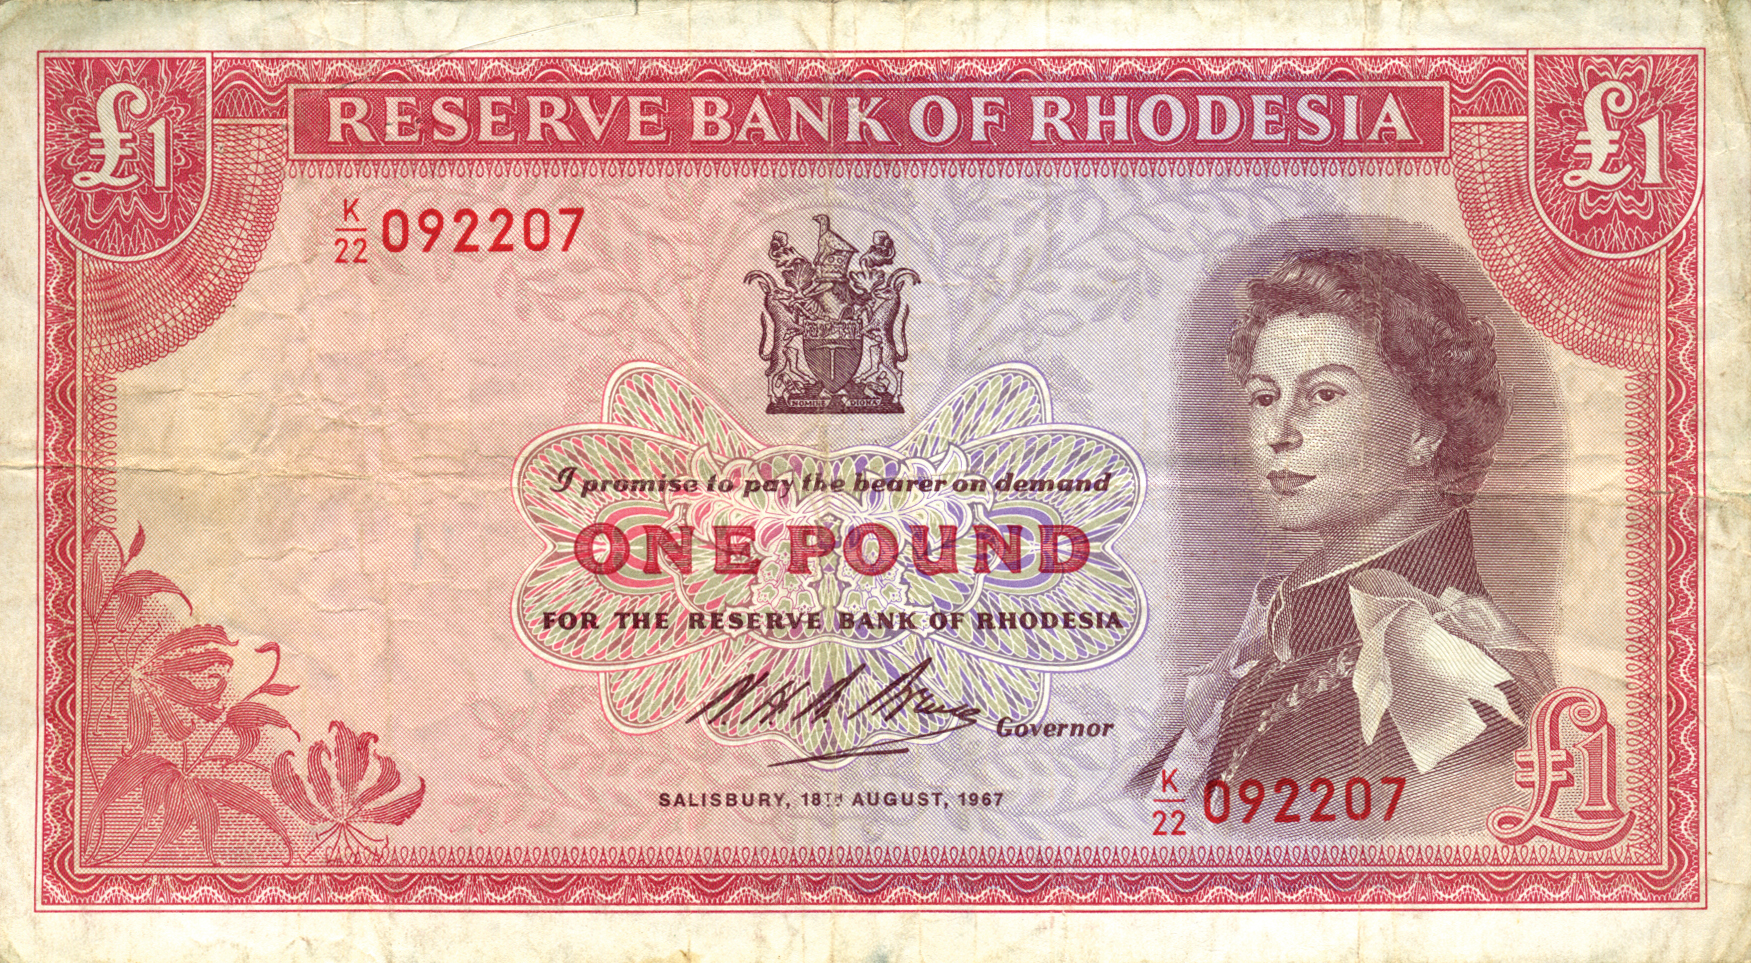 £1
RESERVE BANK OF RHODESIA
£1
K/22 092207
I promise to pay the bearer on demand
ONE POUND
FOR THE RESERVE BANK OF RHODESIA
Governor
SALISBURY, 18TH AUGUST, 1967
K/22 092207
£1